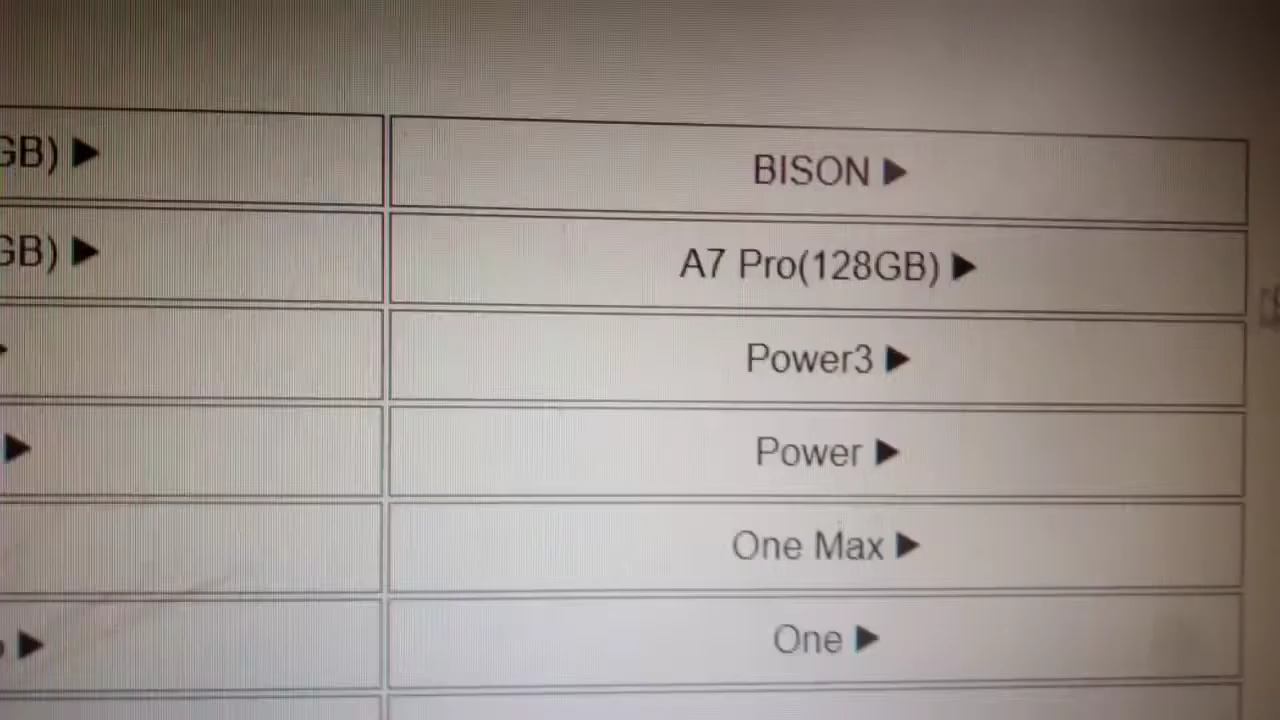 GB) ▶ BISON ▶
GB) ▶ A7 Pro(128GB) ▶
Power3 ▶
▶ Power ▶
One Max ▶
▶ One ▶